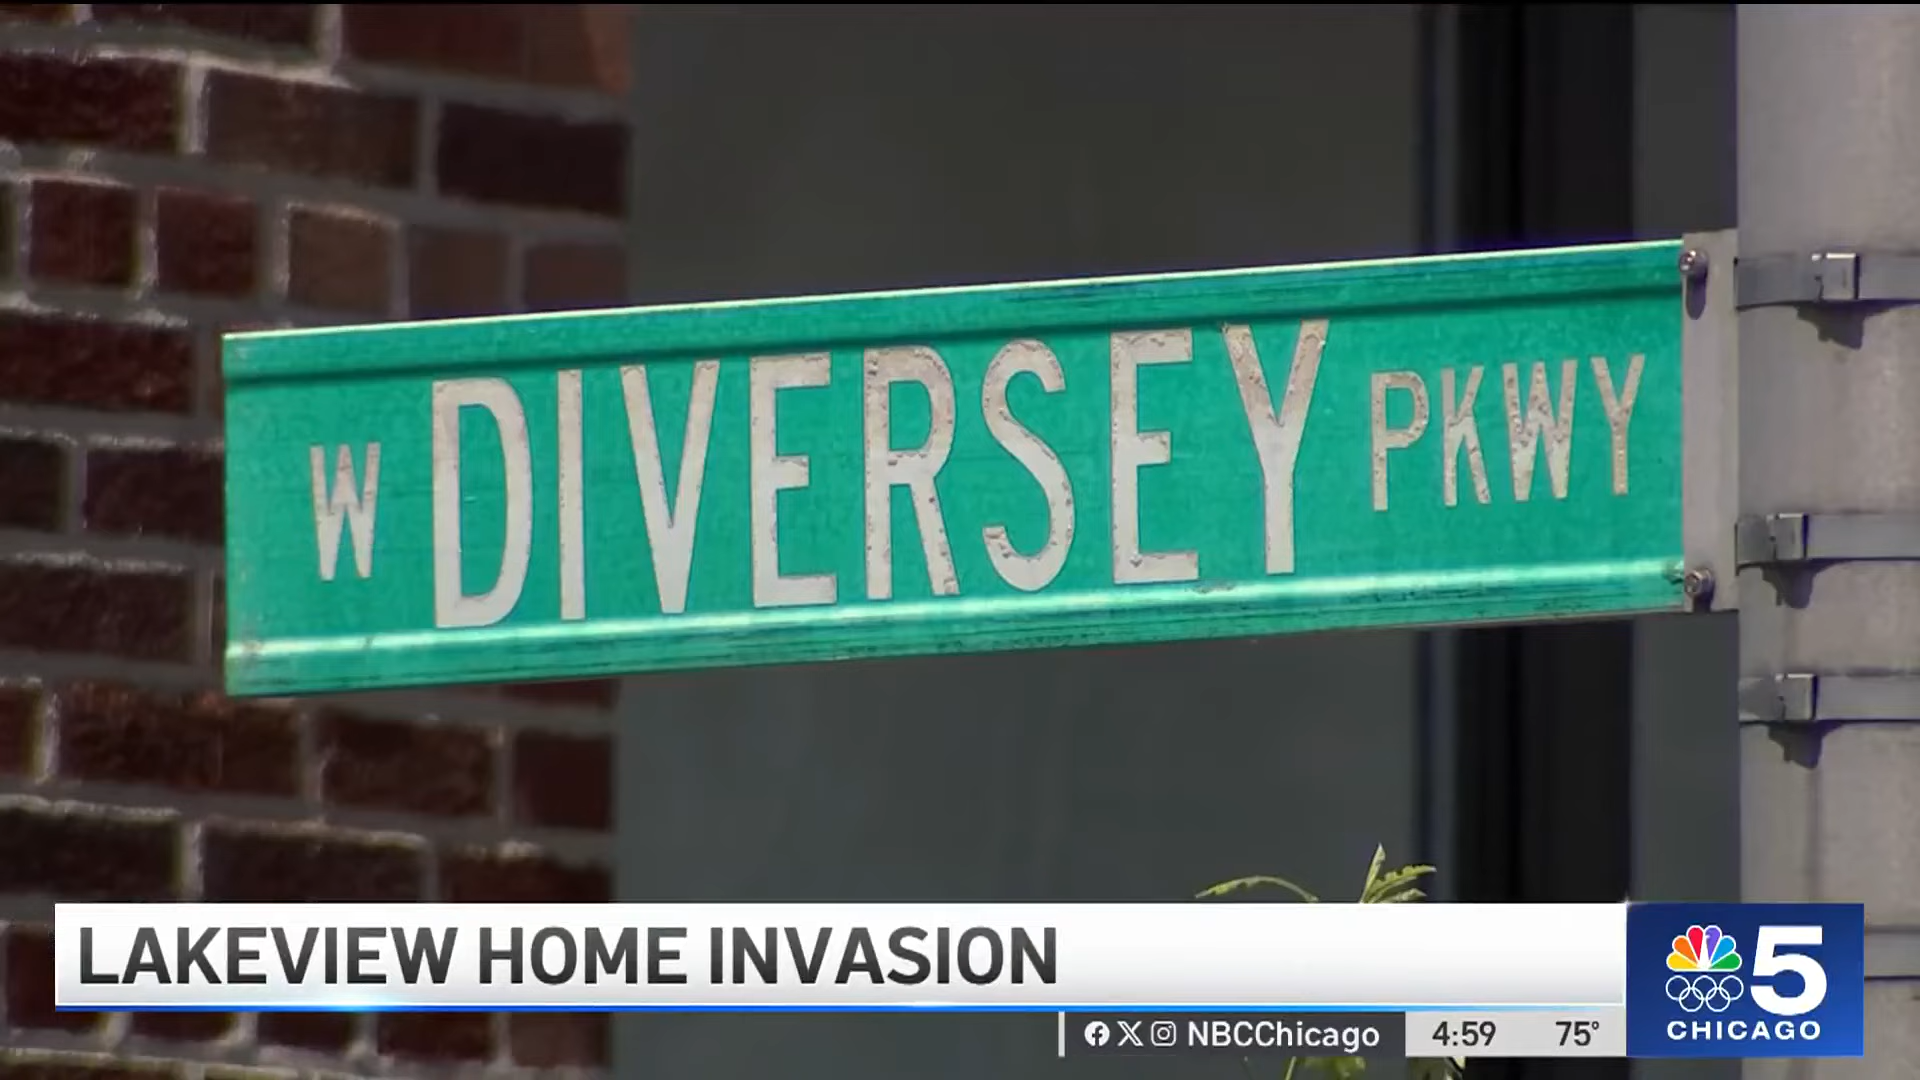 W DIVERSEY PKWY
LAKEVIEW HOME INVASION
5
CHICAGO
NBCChicago
4:59 75°